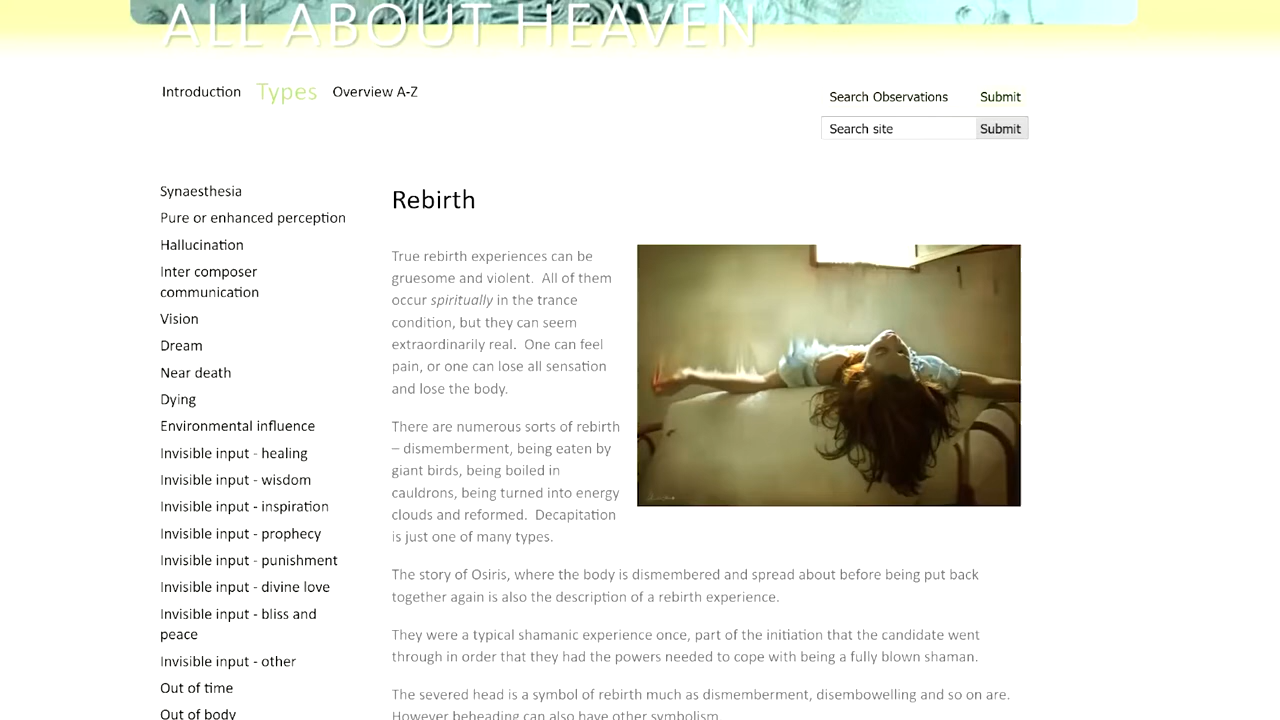 ALL ABOUT HEAVEN
Introduction Types Overview A-Z
Search Observations Submit
Search site Submit
Synaesthesia
Pure or enhanced perception
Hallucination
Inter composer
communication
Vision
Dream
Near death
Dying
Environmental influence
Invisible input - healing
Invisible input - wisdom
Invisible input - inspiration
Invisible input - prophecy
Invisible input - punishment
Invisible input - divine love
Invisible input - bliss and
peace
Invisible input - other
Out of time
Out of body
Rebirth
True rebirth experiences can be
gruesome and violent. All of them
occur spiritually in the trance
condition, but they can seem
extraordinarily real. One can feel
pain, or one can lose all sensation
and lose the body.
There are numerous sorts of rebirth
– dismemberment, being eaten by
giant birds, being boiled in
cauldrons, being turned into energy
clouds and reformed. Decapitation
is just one of many types.
The story of Osiris, where the body is dismembered and spread about before being put back
together again is also the description of a rebirth experience.
They were a typical shamanic experience once, part of the initiation that the candidate went
through in order that they had the powers needed to cope with being a fully blown shaman.
The severed head is a symbol of rebirth much as dismemberment, disembowelling and so on are.
However beheading can also have other symbolism